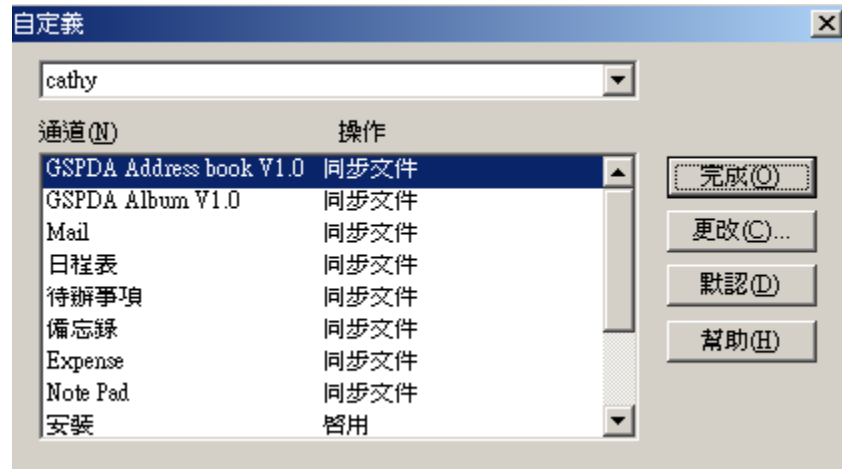 自定義
cathy
通道(N) 操作
GSPDA Address book V1.0 同步文件
GSPDA Album V1.0 同步文件
Mail 同步文件
日程表 同步文件
待辦事項 同步文件
備忘錄 同步文件
Expense 同步文件
Note Pad 同步文件
安裝 啓用
完成(O)
更改(C)...
默認(D)
幫助(H)